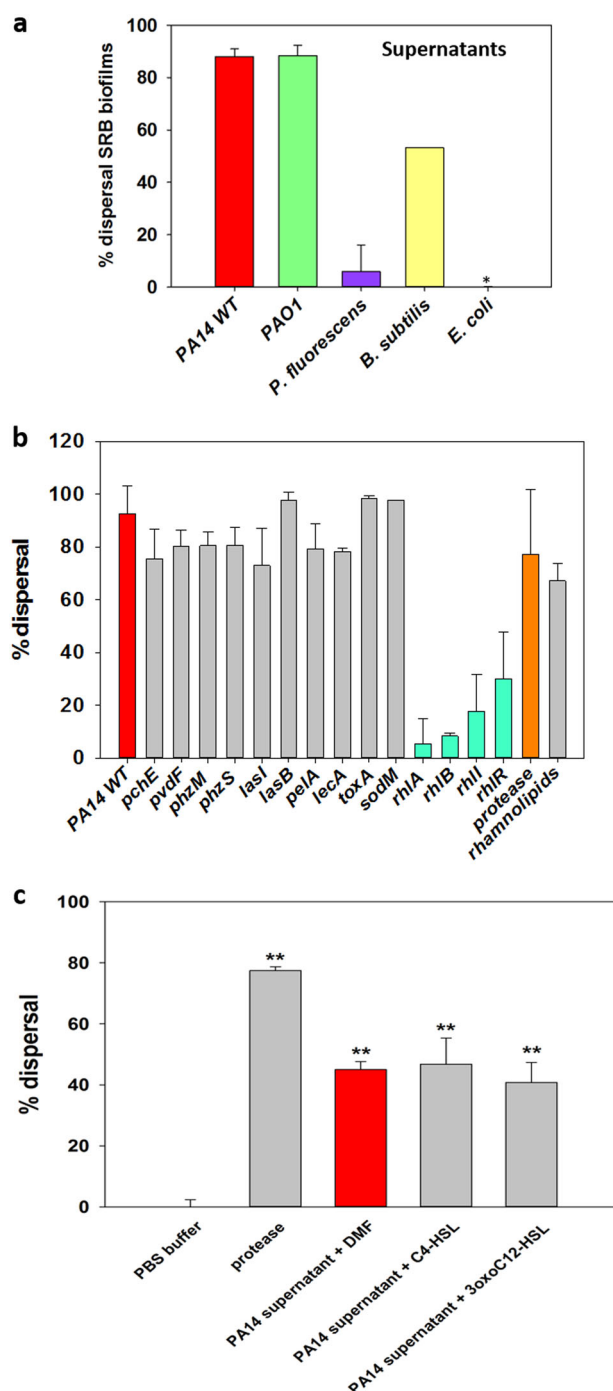 a
Supernatants
% dispersal SRB biofilms
100
80
60
40
20
0
*
PA14 WT
PAO1
P. fluorescens
B. subtilis
E. coli
b
%dispersal
120
100
80
60
40
20
0
PA14 WT
pchE
pvdF
phzM
phzS
lasI
lasB
pelA
lecA
toxA
sodM
rhlA
rhlB
rhlI
rhlR
protease
rhamnolipids
c
% dispersal
100
80
60
40
20
0
**
**
**
**
PBS buffer
protease
PA14 supernatant + DMF
PA14 supernatant + C4-HSL
PA14 supernatant + 3oxoC12-HSL